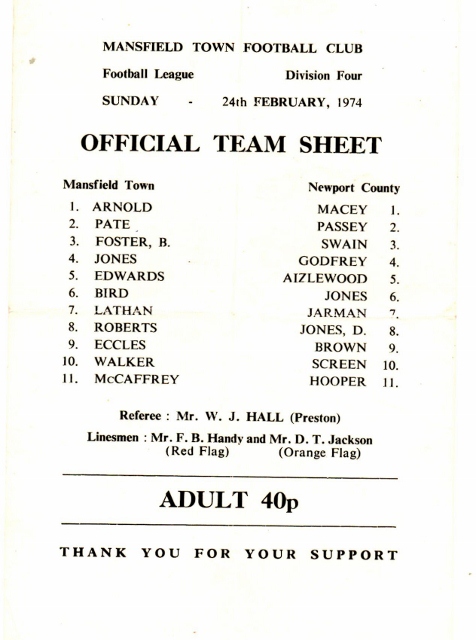 MANSFIELD TOWN FOOTBALL CLUB
Football League Division Four
SUNDAY - 24th FEBRUARY, 1974
OFFICIAL TEAM SHEET
Mansfield Town Newport County
1. ARNOLD MACEY 1.
2. PATE PASSEY 2.
3. FOSTER, B. SWAIN 3.
4. JONES GODFREY 4.
5. EDWARDS AIZLEWOOD 5.
6. BIRD JONES 6.
7. LATHAN JARMAN 7.
8. ROBERTS JONES, D. 8.
9. ECCLES BROWN 9.
10. WALKER SCREEN 10.
11. McCAFFREY HOOPER 11.
Referee : Mr. W. J. HALL (Preston)
Linesmen : Mr. F. B. Handy and Mr. D. T. Jackson
(Red Flag) (Orange Flag)
ADULT 40p
THANK YOU FOR YOUR SUPPORT